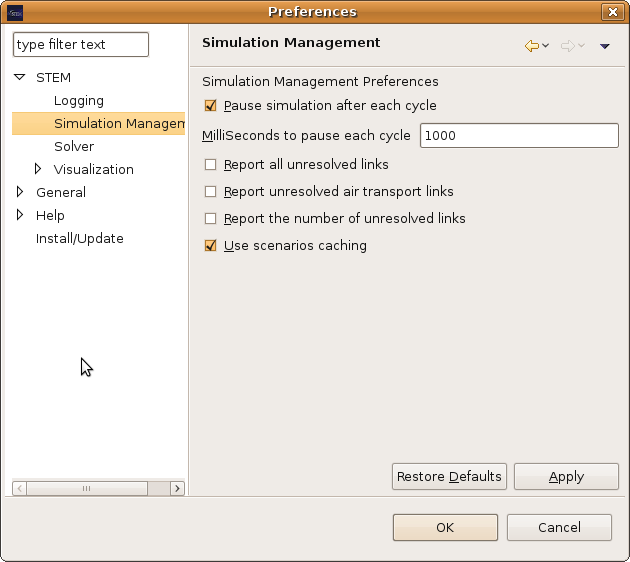 Preferences
type filter text
Simulation Management
STEM
Logging
Simulation Managen
Solver
Visualization
General
Help
Install/Update
Simulation Management Preferences
Pause simulation after each cycle
MilliSeconds to pause each cycle 1000
Report all unresolved links
Report unresolved air transport links
Report the number of unresolved links
Use scenarios caching
Restore Defaults
Apply
OK
Cancel